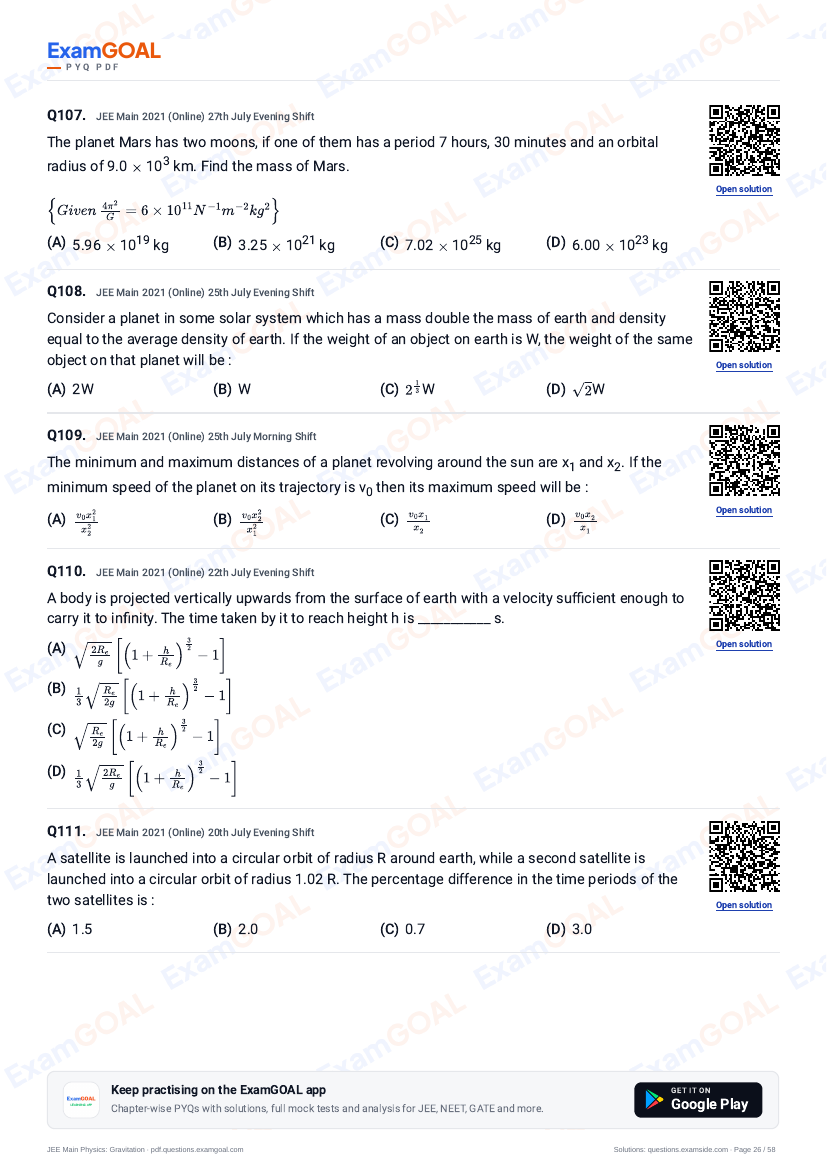 ExamGOAL
PYQ PDF
Q107. JEE Main 2021 (Online) 27th July Evening Shift
The planet Mars has two moons, if one of them has a period 7 hours, 30 minutes and an orbital
radius of 9.0 × 10³ km. Find the mass of Mars.
{Given 4π²/G = 6 × 10¹¹N⁻¹m⁻²kg²}
(A) 5.96 × 10¹⁹ kg (B) 3.25 × 10²¹ kg (C) 7.02 × 10²⁵ kg (D) 6.00 × 10²³ kg
Open solution
Q108. JEE Main 2021 (Online) 25th July Evening Shift
Consider a planet in some solar system which has a mass double the mass of earth and density
equal to the average density of earth. If the weight of an object on earth is W, the weight of the same
object on that planet will be :
(A) 2W (B) W (C) 2^(1/3) W (D) √2W
Open solution
Q109. JEE Main 2021 (Online) 25th July Morning Shift
The minimum and maximum distances of a planet revolving around the sun are x₁ and x₂. If the
minimum speed of the planet on its trajectory is v₀ then its maximum speed will be :
(A) v₀x₁²/x₂² (B) v₀x₂²/x₁² (C) v₀x₁/x₂ (D) v₀x₂/x₁
Open solution
Q110. JEE Main 2021 (Online) 22th July Evening Shift
A body is projected vertically upwards from the surface of earth with a velocity sufficient enough to
carry it to infinity. The time taken by it to reach height h is ___________ s.
(A) √(2Rₑ/g) [(1 + h/Rₑ)^(3/2) − 1]
(B) 1/3 √(Rₑ/2g) [(1 + h/Rₑ)^(3/2) − 1]
(C) √(Rₑ/2g) [(1 + h/Rₑ)^(3/2) − 1]
(D) 1/3 √(2Rₑ/g) [(1 + h/Rₑ)^(3/2) − 1]
Open solution
Q111. JEE Main 2021 (Online) 20th July Evening Shift
A satellite is launched into a circular orbit of radius R around earth, while a second satellite is
launched into a circular orbit of radius 1.02 R. The percentage difference in the time periods of the
two satellites is :
(A) 1.5 (B) 2.0 (C) 0.7 (D) 3.0
Open solution
ExamGOAL
Keep practising on the ExamGOAL app
Chapter-wise PYQs with solutions, full mock tests and analysis for JEE, NEET, GATE and more.
GET IT ON
Google Play
JEE Main Physics: Gravitation · pdf.questions.examgoal.com Solutions: questions.examside.com · Page 26 / 58